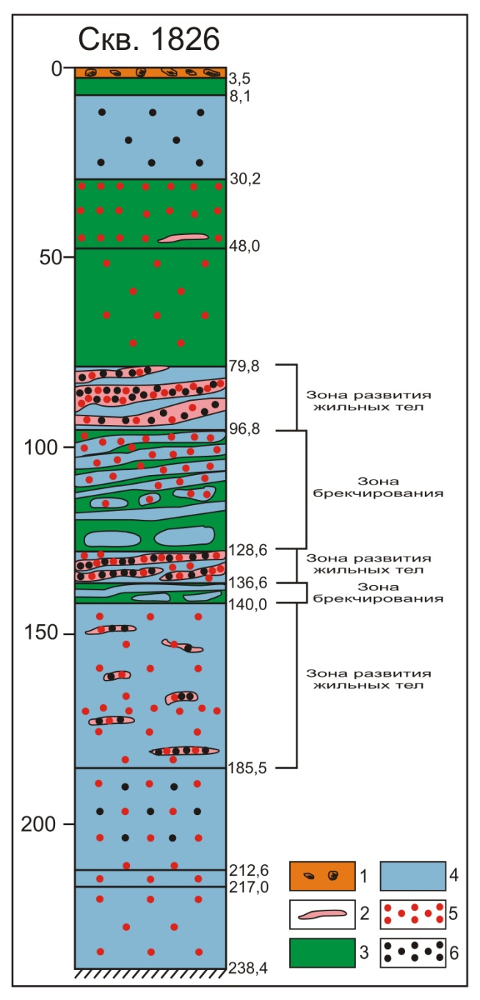 Скв. 1826
0
3,5
8,1
30,2
48,0
50
79,8
Зона развития
жильных тел
96,8
100
Зона
брекчирования
128,6
Зона развития
жильных тел
136,6
Зона
брекчирования
140,0
150
Зона развития
жильных тел
185,5
200
212,6
217,0
238,4
1
4
2
5
3
6